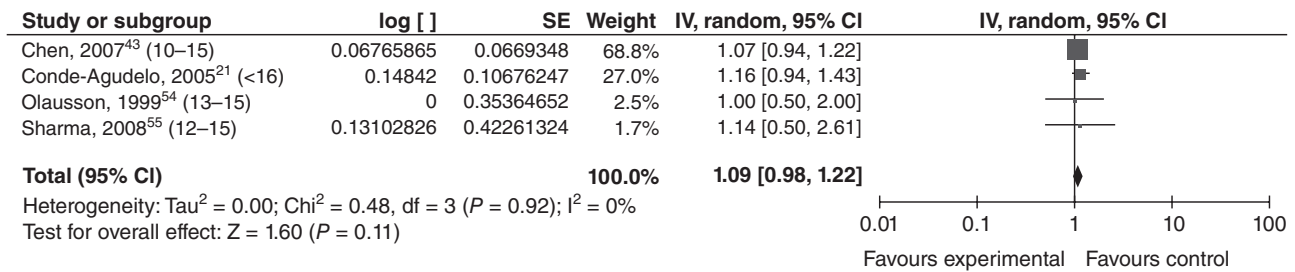 Study or subgroup log [ ] SE Weight IV, random, 95% CI IV, random, 95% CI
Chen, 2007⁴³ (10–15) 0.06765865 0.0669348 68.8% 1.07 [0.94, 1.22]
Conde-Agudelo, 2005²¹ (<16) 0.14842 0.10676247 27.0% 1.16 [0.94, 1.43]
Olausson, 1999⁵⁴ (13–15) 0 0.35364652 2.5% 1.00 [0.50, 2.00]
Sharma, 2008⁵⁵ (12–15) 0.13102826 0.42261324 1.7% 1.14 [0.50, 2.61]
Total (95% CI) 100.0% 1.09 [0.98, 1.22]
Heterogeneity: Tau² = 0.00; Chi² = 0.48, df = 3 (P = 0.92); I² = 0%
Test for overall effect: Z = 1.60 (P = 0.11)
0.01 0.1 1 10 100
Favours experimental Favours control